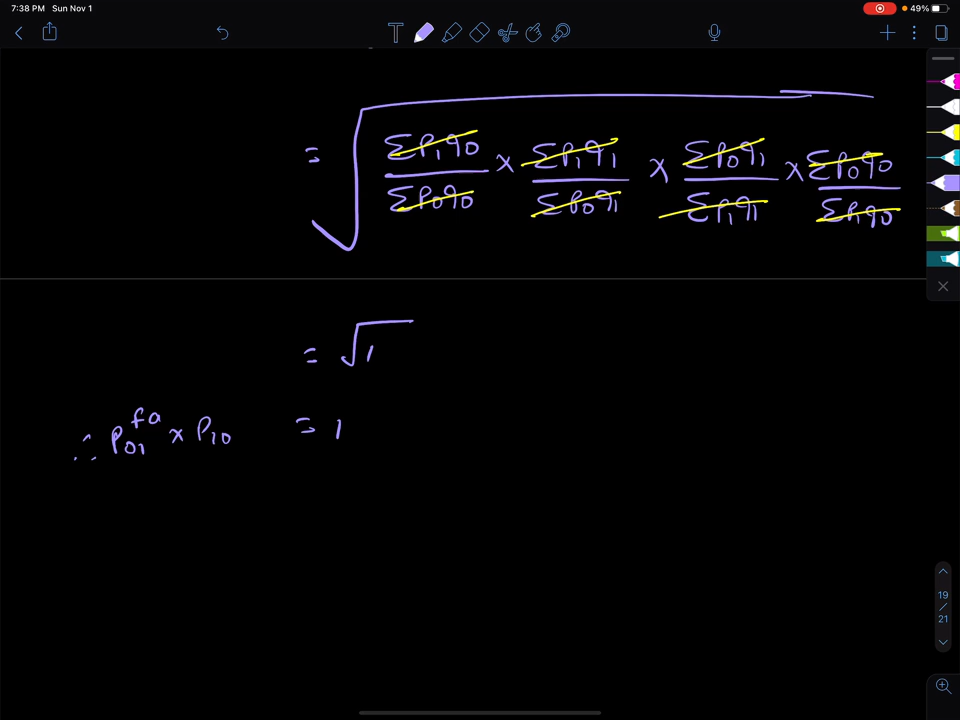 7:38 PM Sun Nov 1
49%
T
= √ Σp₁q₀/Σp₀q₀ × Σp₁q₁/Σp₀q₁ × Σp₀q₁/Σp₁q₁ × Σp₀q₀/Σp₁q₀
= √1
∴ P₀₁^fa × P₁₀ = 1
19
/
21